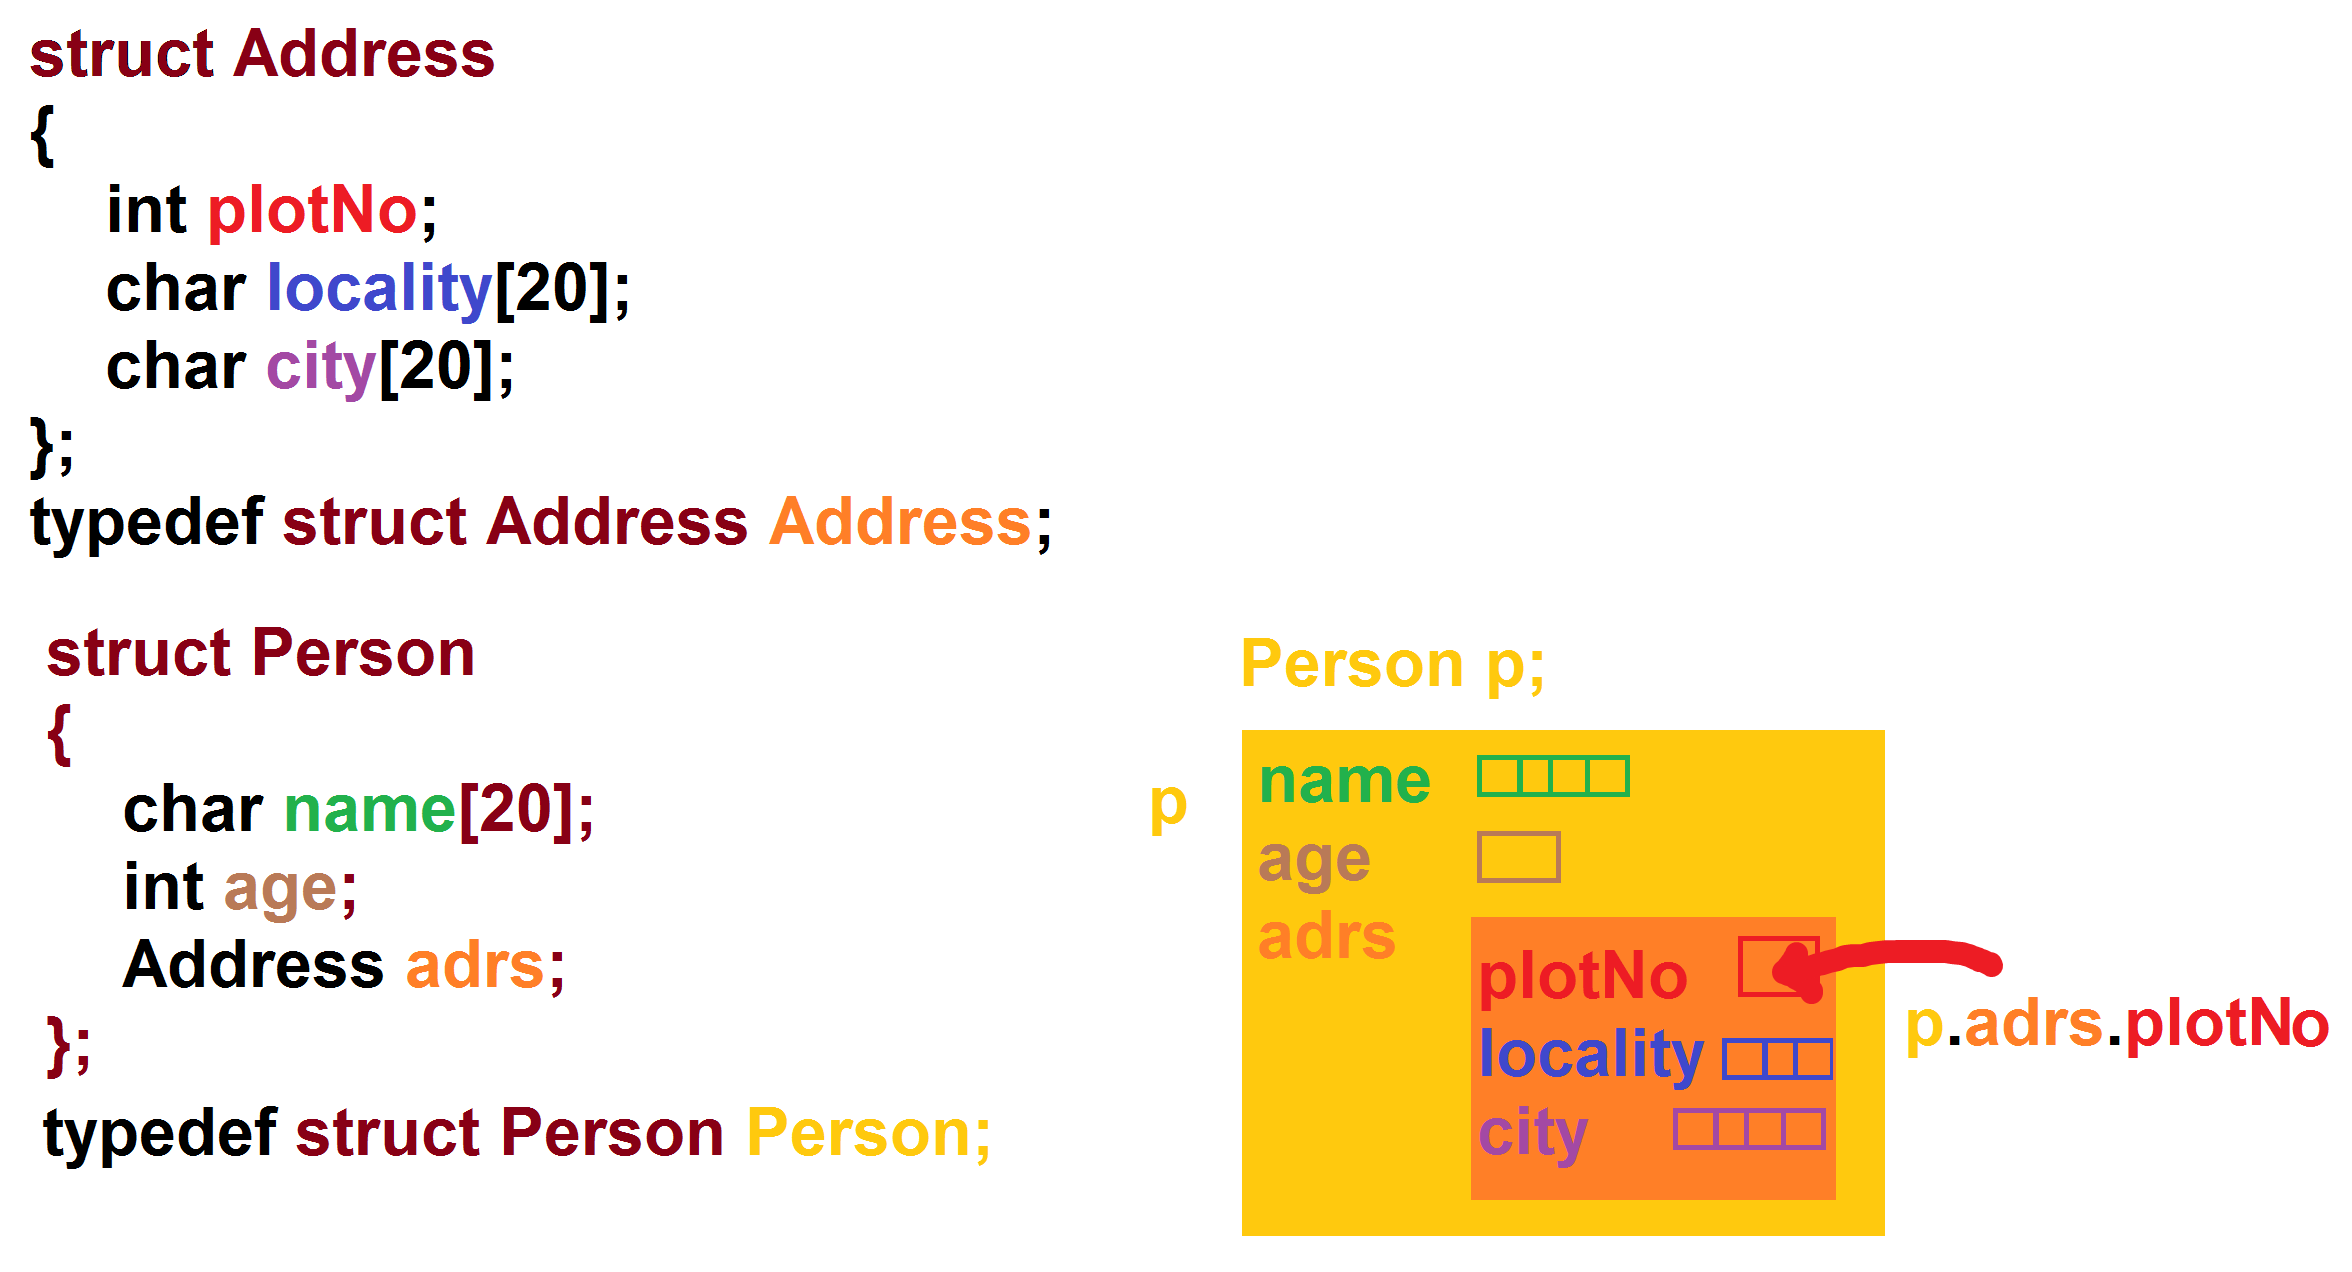 struct Address
{
int plotNo;
char locality[20];
char city[20];
};
typedef struct Address Address;
struct Person
{
char name[20];
int age;
Address adrs;
};
typedef struct Person Person;
Person p;
p
name
age
adrs
plotNo
locality
city
p.adrs.plotNo